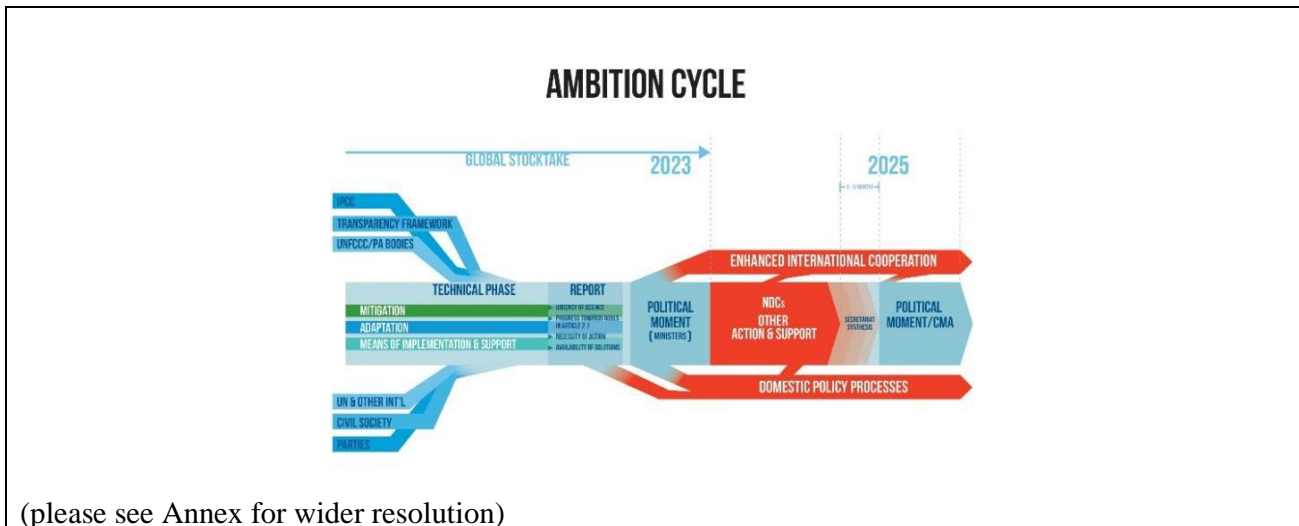 AMBITION CYCLE
GLOBAL STOCKTAKE
2023
2025
IPCC
TRANSPARENCY FRAMEWORK
UNFCCC/PA BODIES
ENHANCED INTERNATIONAL COOPERATION
TECHNICAL PHASE
REPORT
MITIGATION
ADAPTATION
MEANS OF IMPLEMENTATION & SUPPORT
URGENCY OF SCIENCE
PROGRESS TOWARDS GOALS
IN ARTICLE 2.1
NECESSITY OF ACTION
AVAILABILITY OF SOLUTIONS
POLITICAL
MOMENT
(MINISTERS)
NDCs
OTHER
ACTION & SUPPORT
SECRETARIAT
SYNTHESIS
POLITICAL
MOMENT/CMA
DOMESTIC POLICY PROCESSES
UN & OTHER INT'L
CIVIL SOCIETY
PARTIES
(please see Annex for wider resolution)